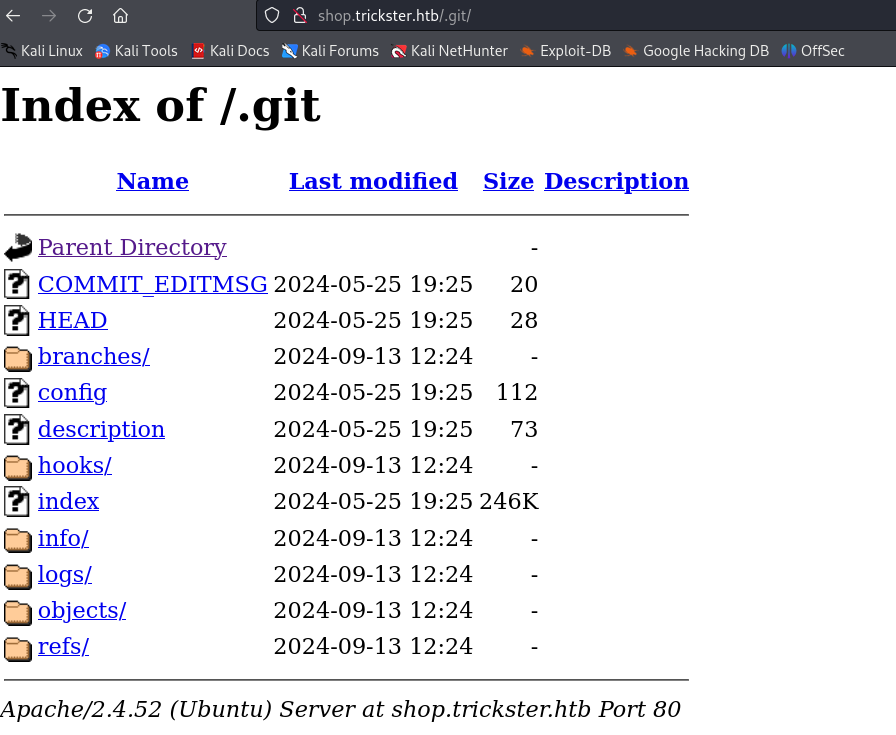 shop.trickster.htb/.git/
Kali Linux Kali Tools Kali Docs Kali Forums Kali NetHunter Exploit-DB Google Hacking DB OffSec
Index of /.git
Name Last modified Size Description
Parent Directory -
COMMIT_EDITMSG 2024-05-25 19:25 20
HEAD 2024-05-25 19:25 28
branches/ 2024-09-13 12:24 -
config 2024-05-25 19:25 112
description 2024-05-25 19:25 73
hooks/ 2024-09-13 12:24 -
index 2024-05-25 19:25 246K
info/ 2024-09-13 12:24 -
logs/ 2024-09-13 12:24 -
objects/ 2024-09-13 12:24 -
refs/ 2024-09-13 12:24 -
Apache/2.4.52 (Ubuntu) Server at shop.trickster.htb Port 80